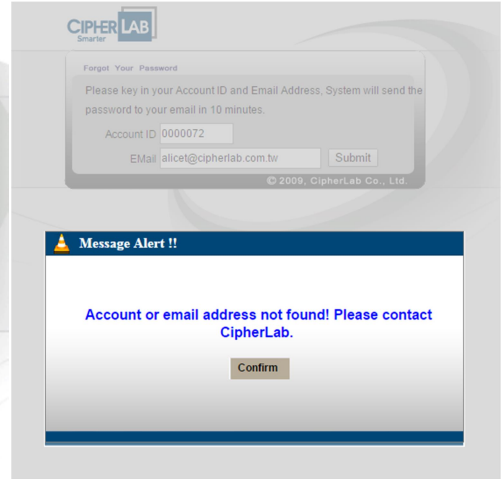 CIPHER LAB
Smarter
Forgot Your Password
Please key in your Account ID and Email Address, System will send the
password to your email in 10 minutes.
Account ID 0000072
EMail alicet@cipherlab.com.tw Submit
© 2009, CipherLab Co., Ltd.
Message Alert !!
Account or email address not found! Please contact
CipherLab.
Confirm